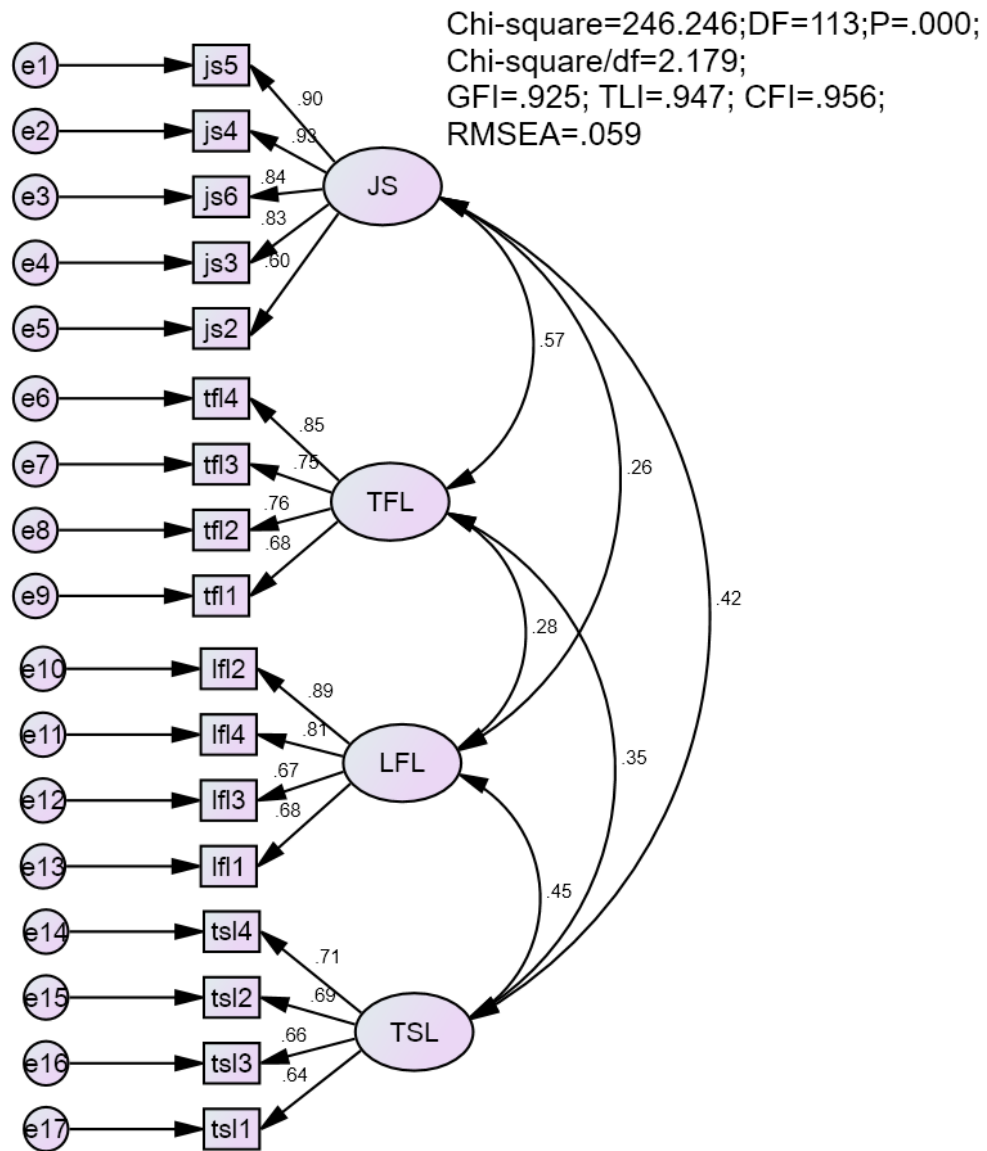 Chi-square=246.246;DF=113;P=.000;
Chi-square/df=2.179;
GFI=.925; TLI=.947; CFI=.956;
RMSEA=.059
e1 js5 .90
e2 js4 .93
e3 js6 .84 JS
e4 js3 .83
e5 js2 .60
.57
e6 tfl4 .85
e7 tfl3 .75 .26
e8 tfl2 .76 TFL
e9 tfl1 .68
.42
.28
e10 lfl2 .89
e11 lfl4 .81
e12 lfl3 .67 LFL .35
e13 lfl1 .68
.45
e14 tsl4 .71
e15 tsl2 .69
e16 tsl3 .66 TSL
e17 tsl1 .64